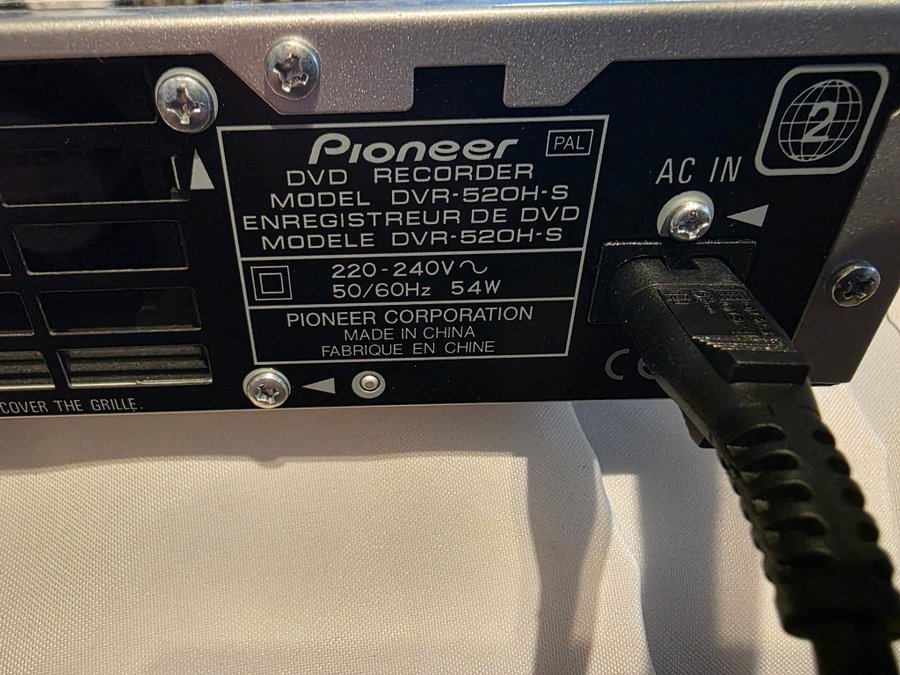 Pioneer
PAL
DVD RECORDER
MODEL DVR-520H-S
ENREGISTREUR DE DVD
MODELE DVR-520H-S
220-240V~
50/60Hz 54W
PIONEER CORPORATION
MADE IN CHINA
FABRIQUE EN CHINE
AC IN
2
CE
COVER THE GRILLE.